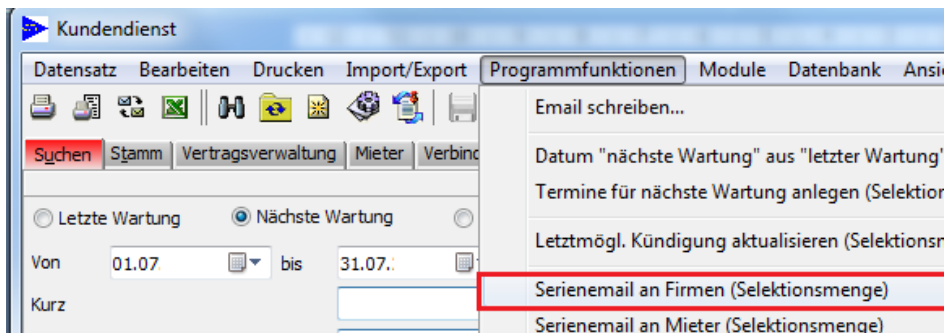 Kundendienst
Datensatz Bearbeiten Drucken Import/Export Programmfunktionen Module Datenbank
Email schreiben...
Suchen Stamm Vertragsverwaltung Mieter
Datum "nächste Wartung" aus "letzter Wartung"
Termine für nächste Wartung anlegen
Letzte Wartung Nächste Wartung
Letztmögl. Kündigung aktualisieren
Von 01.07. bis 31.07.
Serienemail an Firmen (Selektionsmenge)
Kurz
Serienemail an Mieter (Selektionsmenge)